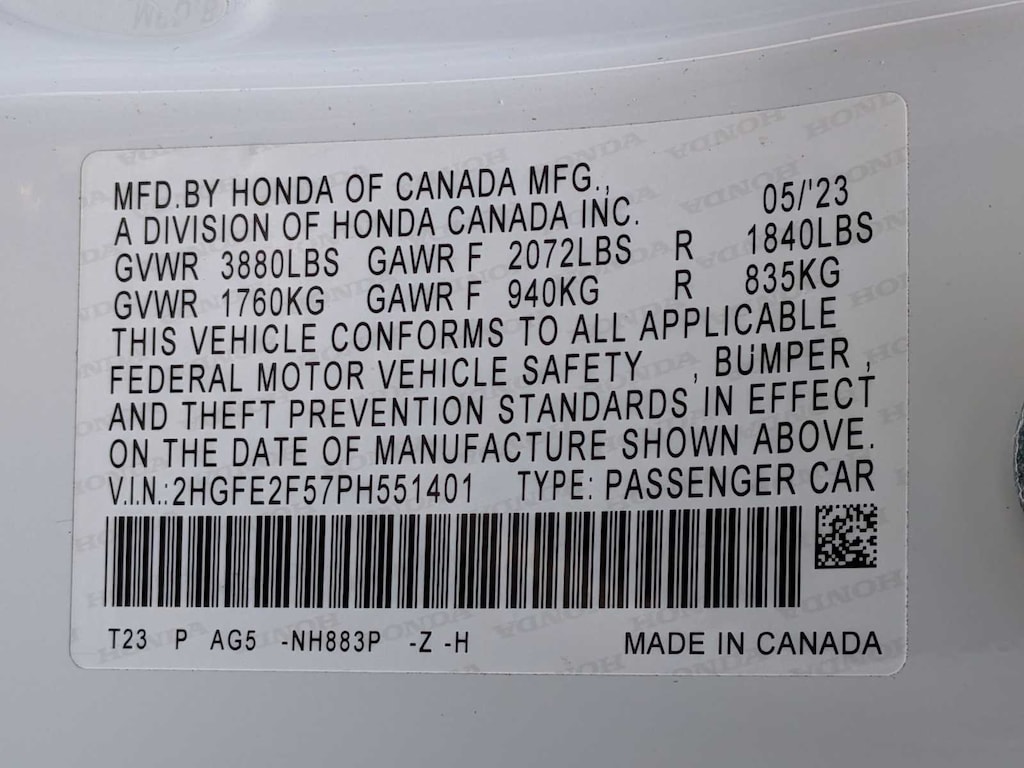 MFD.BY HONDA OF CANADA MFG.,
A DIVISION OF HONDA CANADA INC. 05/'23
GVWR 3880LBS GAWR F 2072LBS R 1840LBS
GVWR 1760KG GAWR F 940KG R 835KG
THIS VEHICLE CONFORMS TO ALL APPLICABLE
FEDERAL MOTOR VEHICLE SAFETY , BUMPER ,
AND THEFT PREVENTION STANDARDS IN EFFECT
ON THE DATE OF MANUFACTURE SHOWN ABOVE.
V.I.N.:2HGFE2F57PH551401 TYPE: PASSENGER CAR
T23 P AG5 -NH883P -Z -H MADE IN CANADA